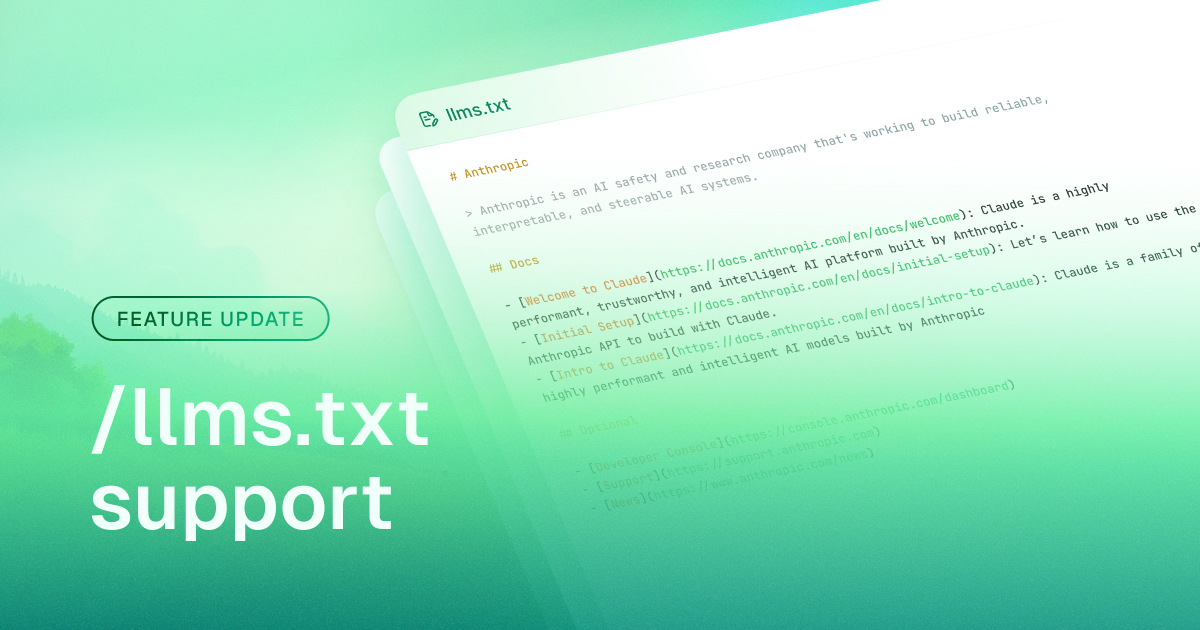 llms.txt
# Anthropic
> Anthropic is an AI safety and research company that's working to build reliable,
interpretable, and steerable AI systems.
## Docs
- [Welcome to Claude](https://docs.anthropic.com/en/docs/welcome): Claude is a highly
performant, trustworthy, and intelligent AI platform built by Anthropic.
- [Initial Setup](https://docs.anthropic.com/en/docs/initial-setup): Let's learn how to use the
Anthropic API to build with Claude.
- [Intro to Claude](https://docs.anthropic.com/en/docs/intro-to-claude): Claude is a family of
highly performant and intelligent AI models built by Anthropic
## Optional
- [Developer Console](https://console.anthropic.com/dashboard)
- [Support](https://support.anthropic.com)
- [News](https://www.anthropic.com/news)
FEATURE UPDATE
/llms.txt
support